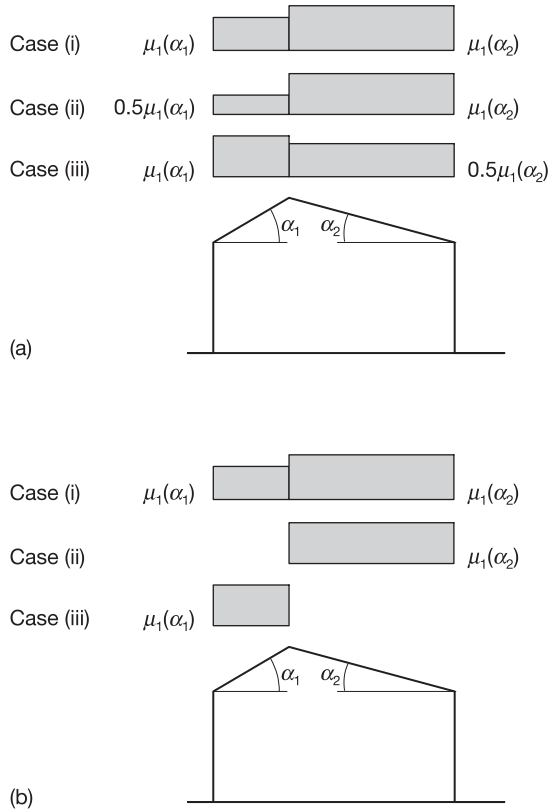 Case (i) μ₁(α₁) μ₁(α₂)
Case (ii) 0.5μ₁(α₁) μ₁(α₂)
Case (iii) μ₁(α₁) 0.5μ₁(α₂)
α₁ α₂
(a)
Case (i) μ₁(α₁) μ₁(α₂)
Case (ii) μ₁(α₂)
Case (iii) μ₁(α₁)
α₁ α₂
(b)